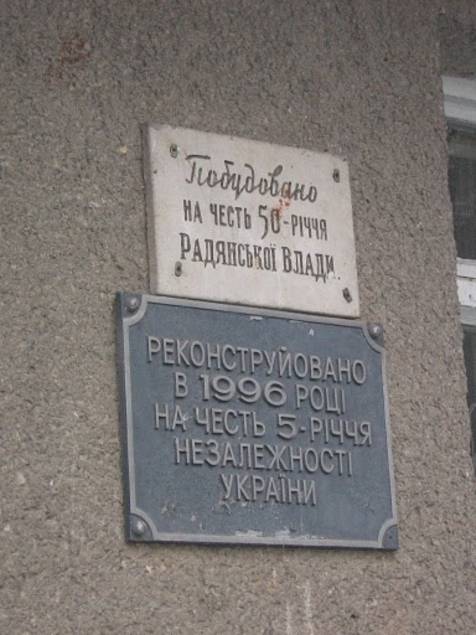 Побудовано
НА ЧЕСТЬ 50-РІЧЧЯ
РАДЯНСЬКОЇ ВЛАДИ.
РЕКОНСТРУЙОВАНО
В 1996 РОЦІ
НА ЧЕСТЬ 5-РІЧЧЯ
НЕЗАЛЕЖНОСТІ
УКРАЇНИ